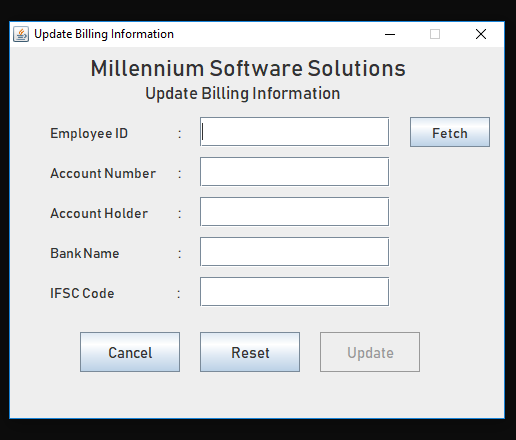 Update Billing Information
Millennium Software Solutions
Update Billing Information
Employee ID : Fetch
Account Number :
Account Holder :
Bank Name :
IFSC Code :
Cancel Reset Update